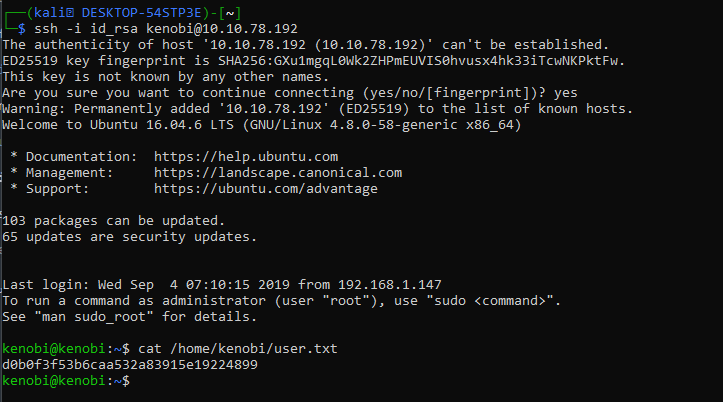 ┌──(kali㉿ DESKTOP-54STP3E)-[~]
└─$ ssh -i id_rsa kenobi@10.10.78.192
The authenticity of host '10.10.78.192 (10.10.78.192)' can't be established.
ED25519 key fingerprint is SHA256:GXu1mgqL0Wk2ZHPmEUVIS0hvusx4hk33iTcwNKPktFw.
This key is not known by any other names.
Are you sure you want to continue connecting (yes/no/[fingerprint])? yes
Warning: Permanently added '10.10.78.192' (ED25519) to the list of known hosts.
Welcome to Ubuntu 16.04.6 LTS (GNU/Linux 4.8.0-58-generic x86_64)
* Documentation:  https://help.ubuntu.com
* Management:     https://landscape.canonical.com
* Support:        https://ubuntu.com/advantage
103 packages can be updated.
65 updates are security updates.
Last login: Wed Sep  4 07:10:15 2019 from 192.168.1.147
To run a command as administrator (user "root"), use "sudo <command>".
See "man sudo_root" for details.
kenobi@kenobi:~$ cat /home/kenobi/user.txt
d0b0f3f53b6caa532a83915e19224899
kenobi@kenobi:~$